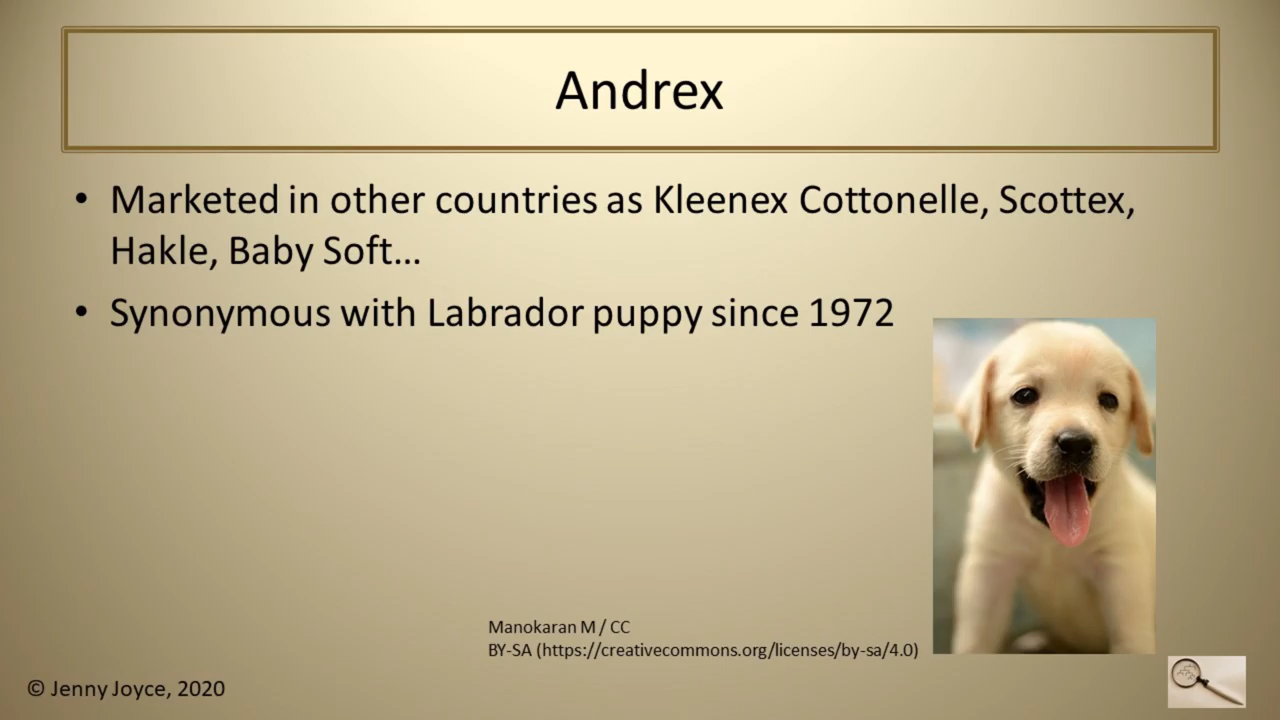 Andrex
• Marketed in other countries as Kleenex Cottonelle, Scottex,
Hakle, Baby Soft…
• Synonymous with Labrador puppy since 1972
Manokaran M / CC
BY-SA (https://creativecommons.org/licenses/by-sa/4.0)
© Jenny Joyce, 2020